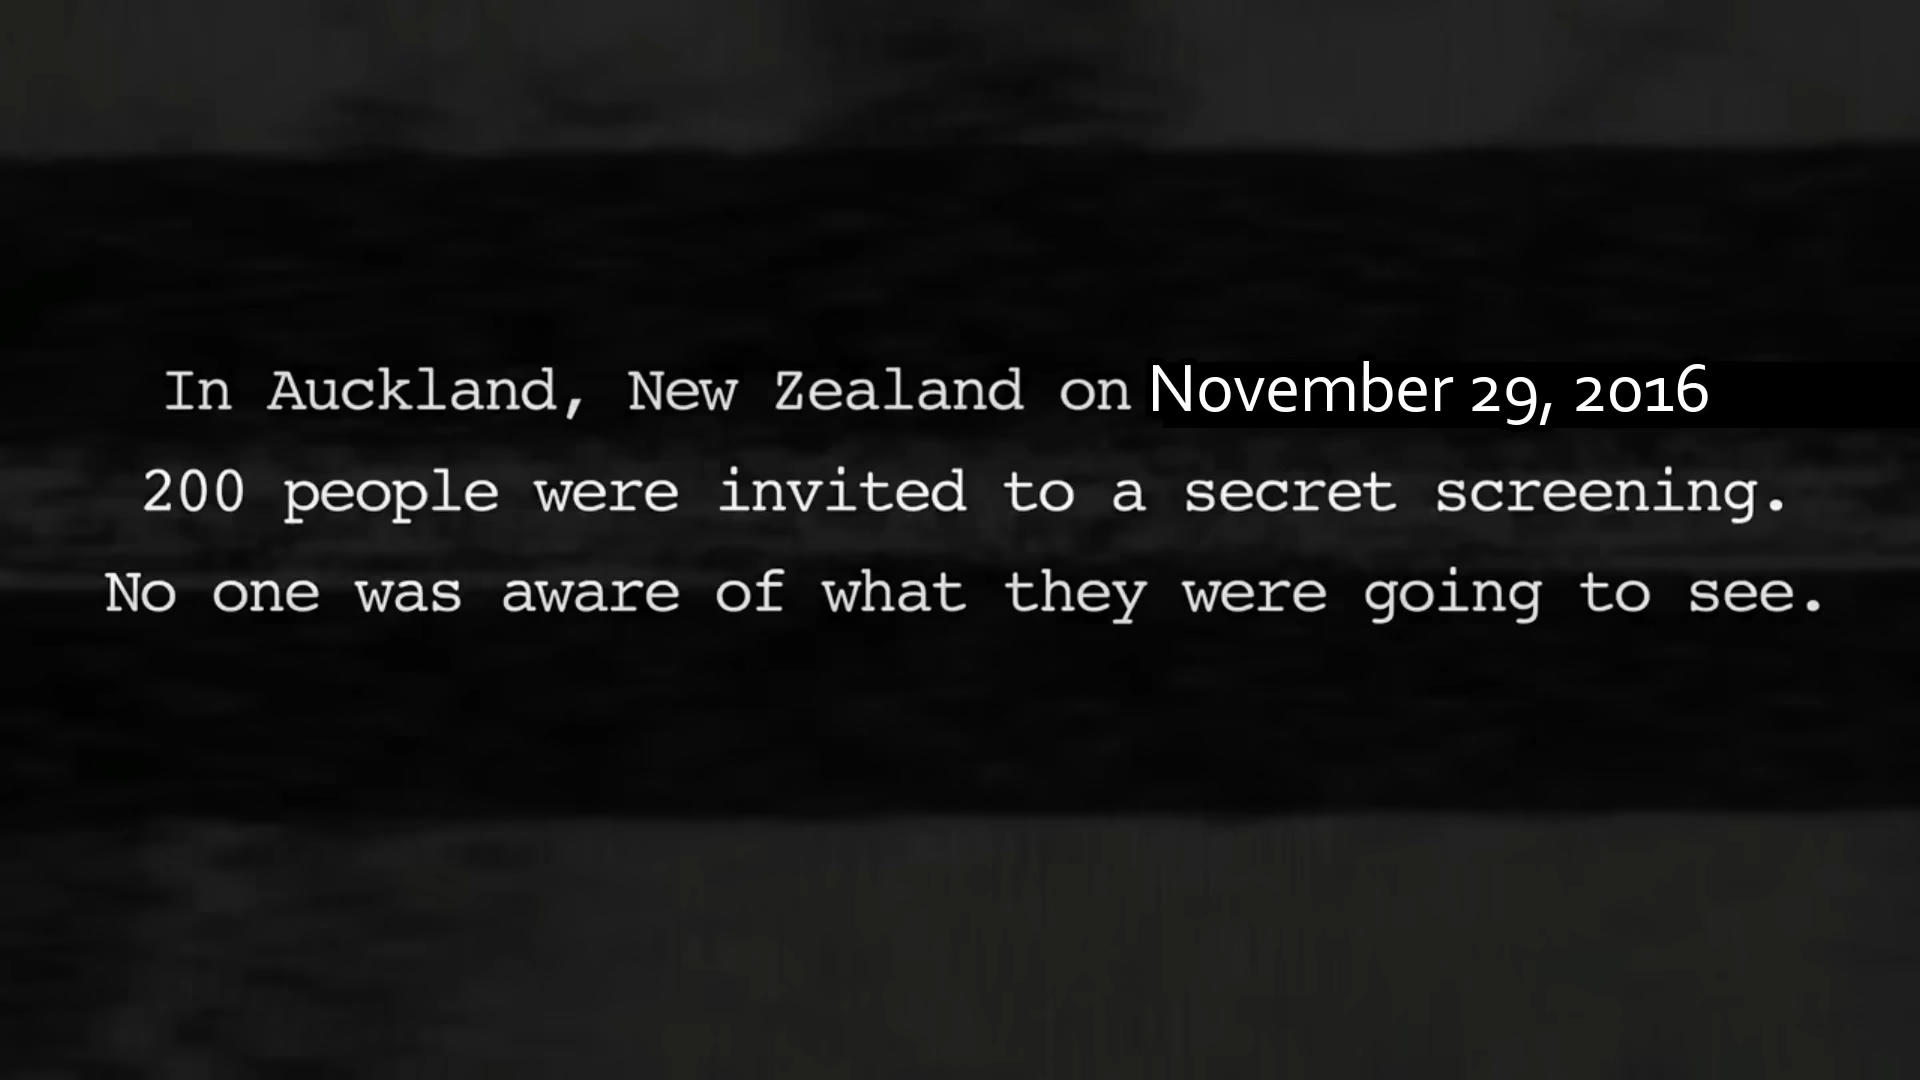 In Auckland, New Zealand on November 29, 2016
200 people were invited to a secret screening.
No one was aware of what they were going to see.